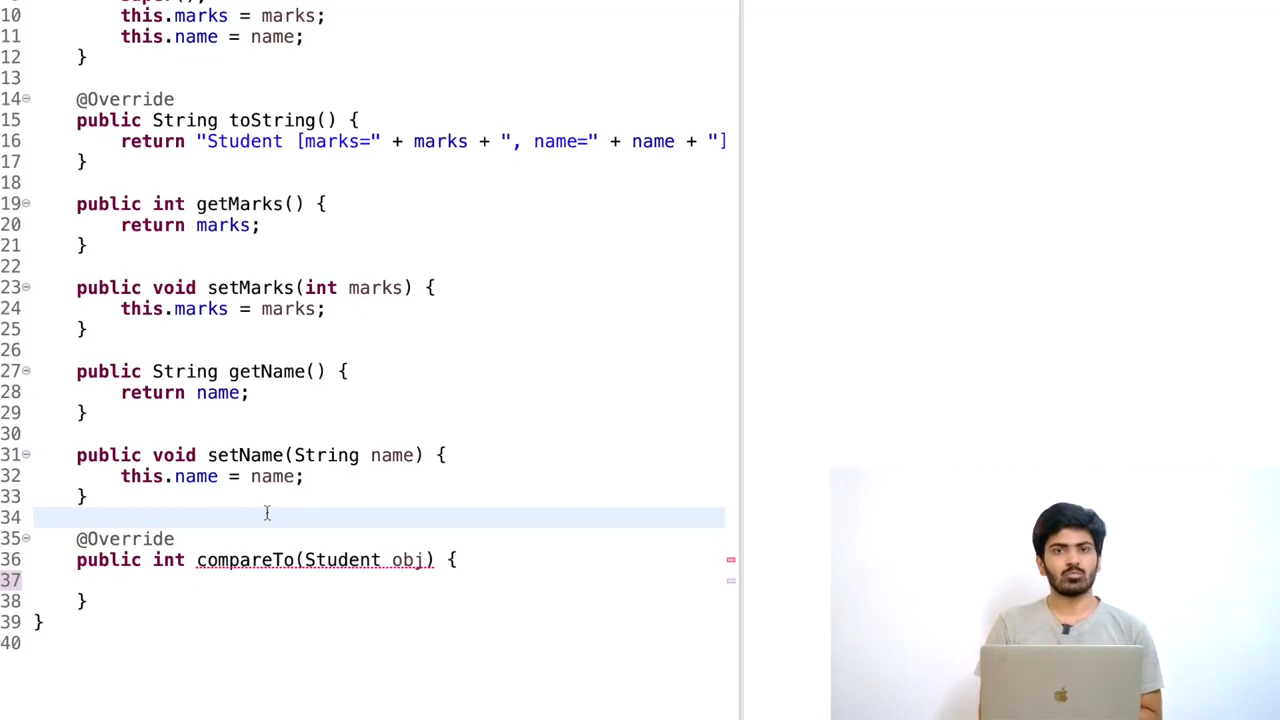 10 this.marks = marks;
11 this.name = name;
12 }
13
14 @Override
15 public String toString() {
16 return "Student [marks=" + marks + ", name=" + name + "]
17 }
18
19 public int getMarks() {
20 return marks;
21 }
22
23 public void setMarks(int marks) {
24 this.marks = marks;
25 }
26
27 public String getName() {
28 return name;
29 }
30
31 public void setName(String name) {
32 this.name = name;
33 }
34
35 @Override
36 public int compareTo(Student obj) {
37
38 }
39 }
40